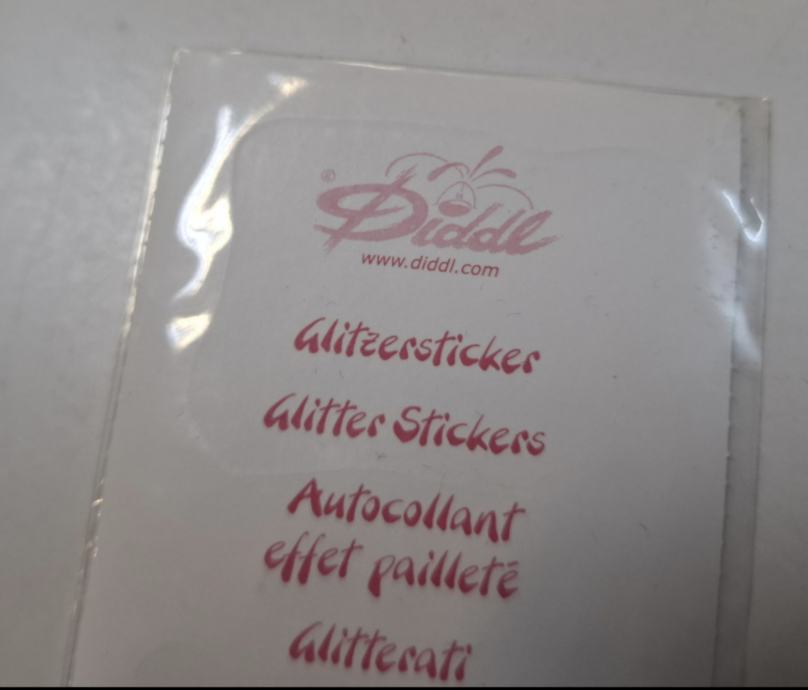 ® Diddl
www.diddl.com
Glitzersticker
Glitter Stickers
Autocollant
effet pailleté
Glitterati